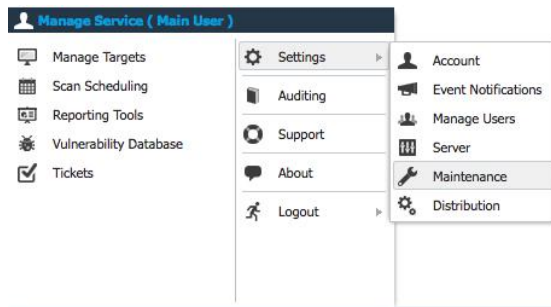 Manage Service ( Main User )
Manage Targets
Scan Scheduling
Reporting Tools
Vulnerability Database
Tickets
Settings
Auditing
Support
About
Logout
Account
Event Notifications
Manage Users
Server
Maintenance
Distribution